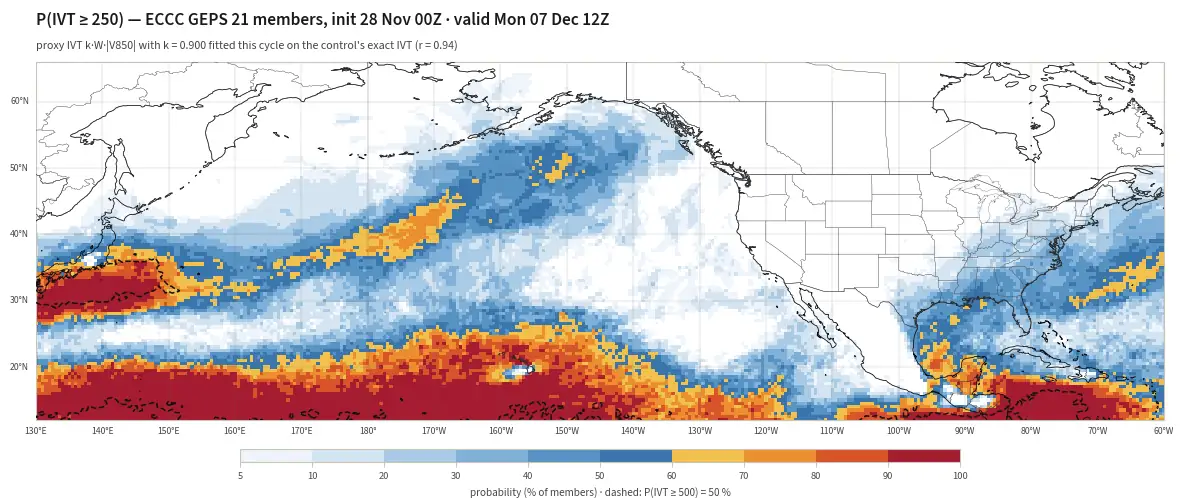 P(IVT ≥ 250) — ECCC GEPS 21 members, init 28 Nov 00Z · valid Mon 07 Dec 12Z
proxy IVT k·W·|V850| with k = 0.900 fitted this cycle on the control's exact IVT (r = 0.94)
60°N
50°N
40°N
30°N
20°N
130°E 140°E 150°E 160°E 170°E 180° 170°W 160°W 150°W 140°W 130°W 120°W 110°W 100°W 90°W 80°W 70°W 60°W
5 10 20 30 40 50 60 70 80 90 100
probability (% of members) · dashed: P(IVT ≥ 500) = 50 %